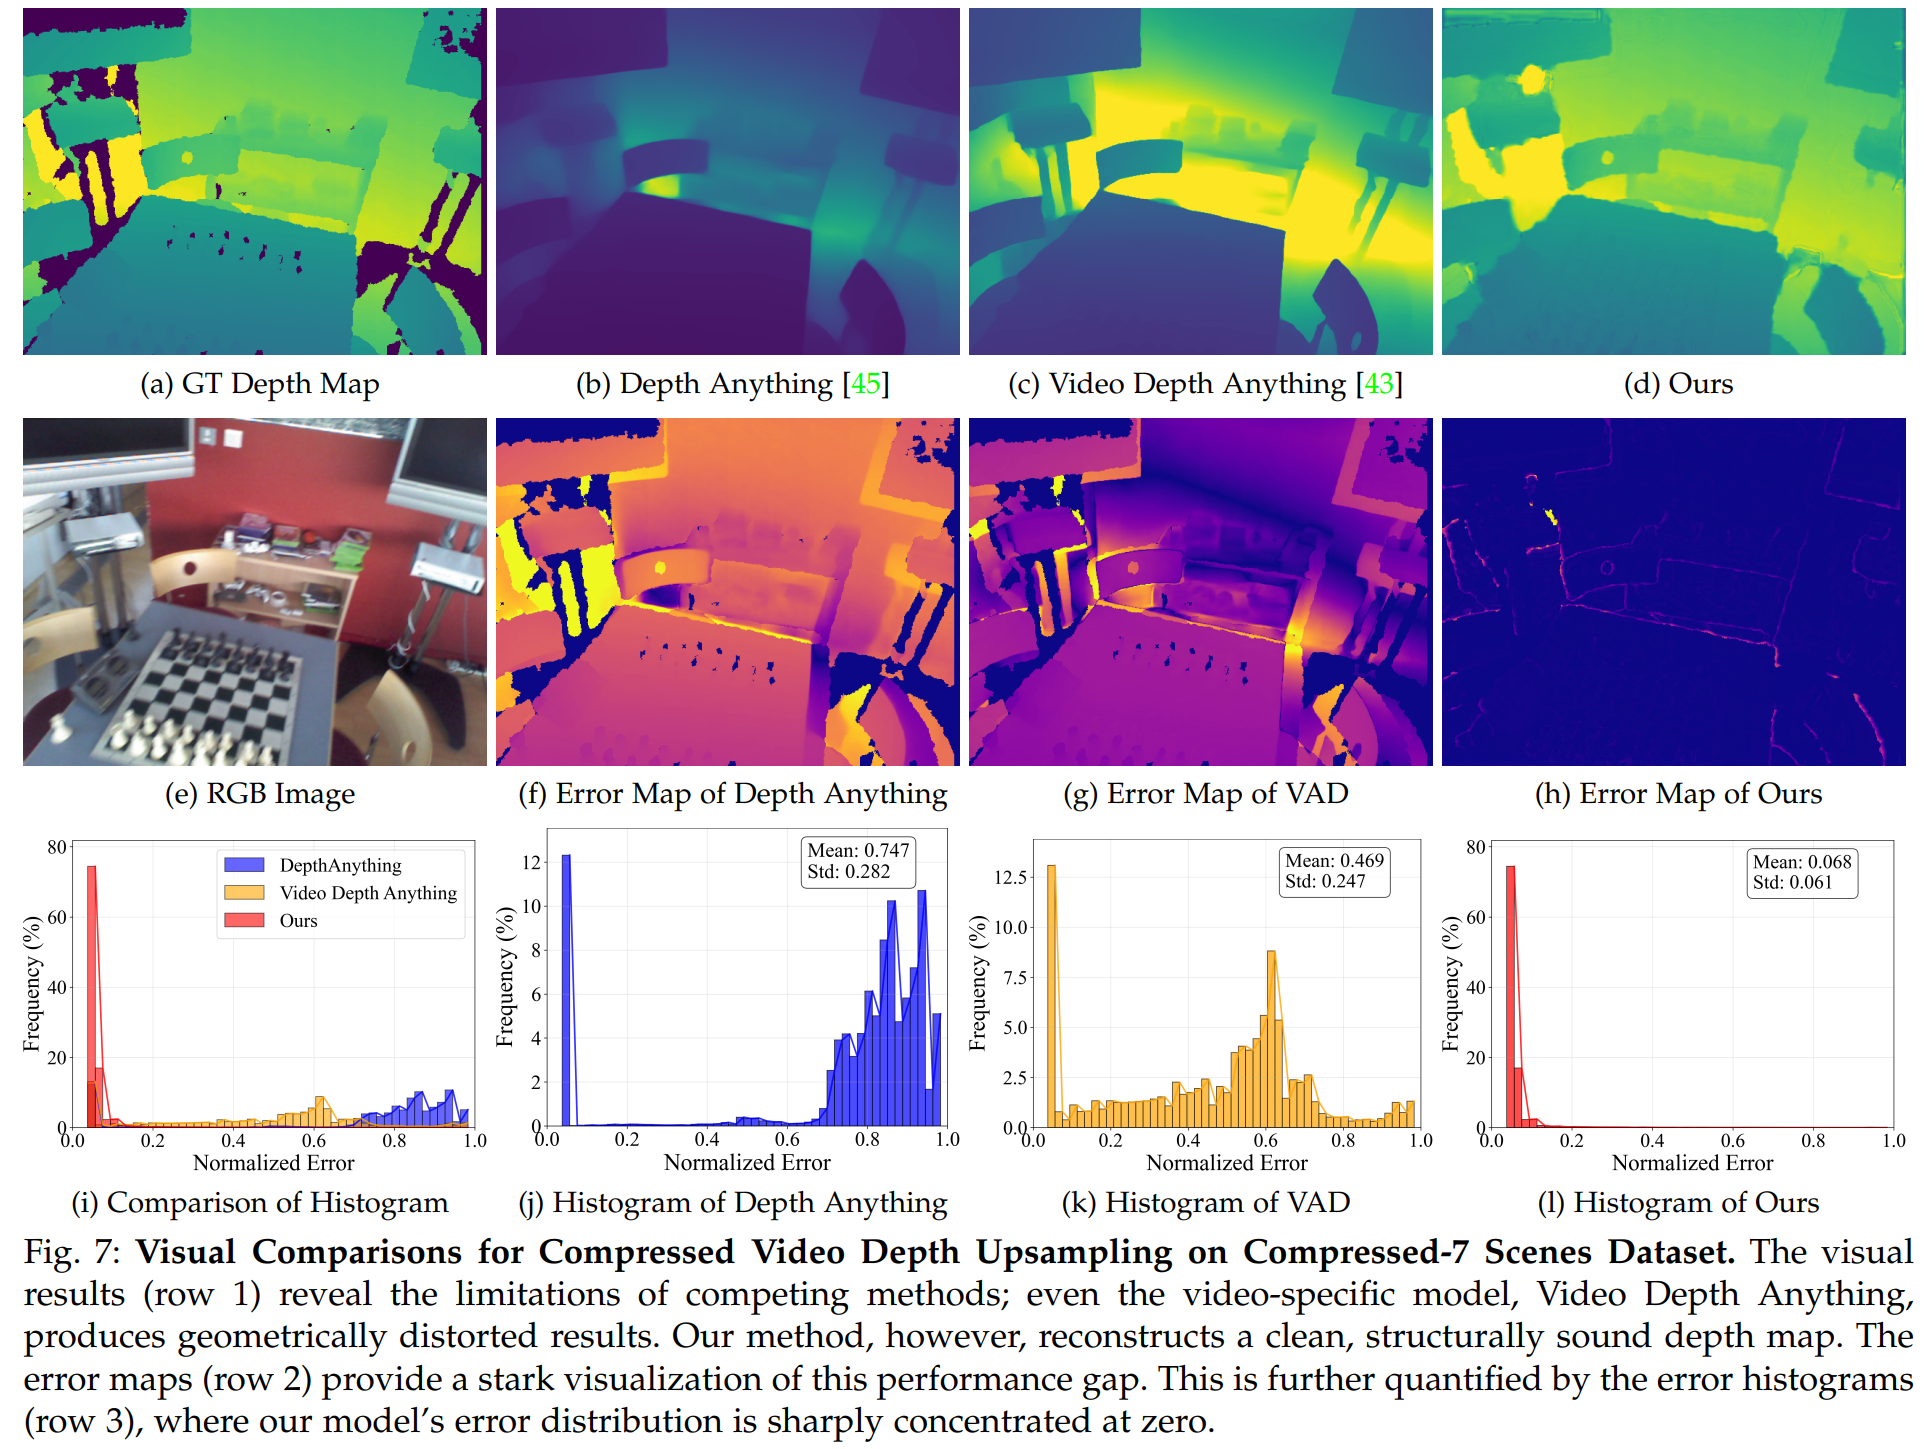 (a) GT Depth Map
(b) Depth Anything [45]
(c) Video Depth Anything [43]
(d) Ours
(e) RGB Image
(f) Error Map of Depth Anything
(g) Error Map of VAD
(h) Error Map of Ours
80
60
40
20
0
Frequency (%)
0.0 0.2 0.4 0.6 0.8 1.0
Normalized Error
DepthAnything
Video Depth Anything
Ours
12
10
8
6
4
2
0
Frequency (%)
0.0 0.2 0.4 0.6 0.8 1.0
Normalized Error
Mean: 0.747
Std: 0.282
12.5
10.0
7.5
5.0
2.5
0.0
Frequency (%)
0.0 0.2 0.4 0.6 0.8 1.0
Normalized Error
Mean: 0.469
Std: 0.247
80
60
40
20
0
Frequency (%)
0.0 0.2 0.4 0.6 0.8 1.0
Normalized Error
Mean: 0.068
Std: 0.061
(i) Comparison of Histogram
(j) Histogram of Depth Anything
(k) Histogram of VAD
(l) Histogram of Ours
Fig. 7: Visual Comparisons for Compressed Video Depth Upsampling on Compressed-7 Scenes Dataset. The visual
results (row 1) reveal the limitations of competing methods; even the video-specific model, Video Depth Anything,
produces geometrically distorted results. Our method, however, reconstructs a clean, structurally sound depth map. The
error maps (row 2) provide a stark visualization of this performance gap. This is further quantified by the error histograms
(row 3), where our model's error distribution is sharply concentrated at zero.